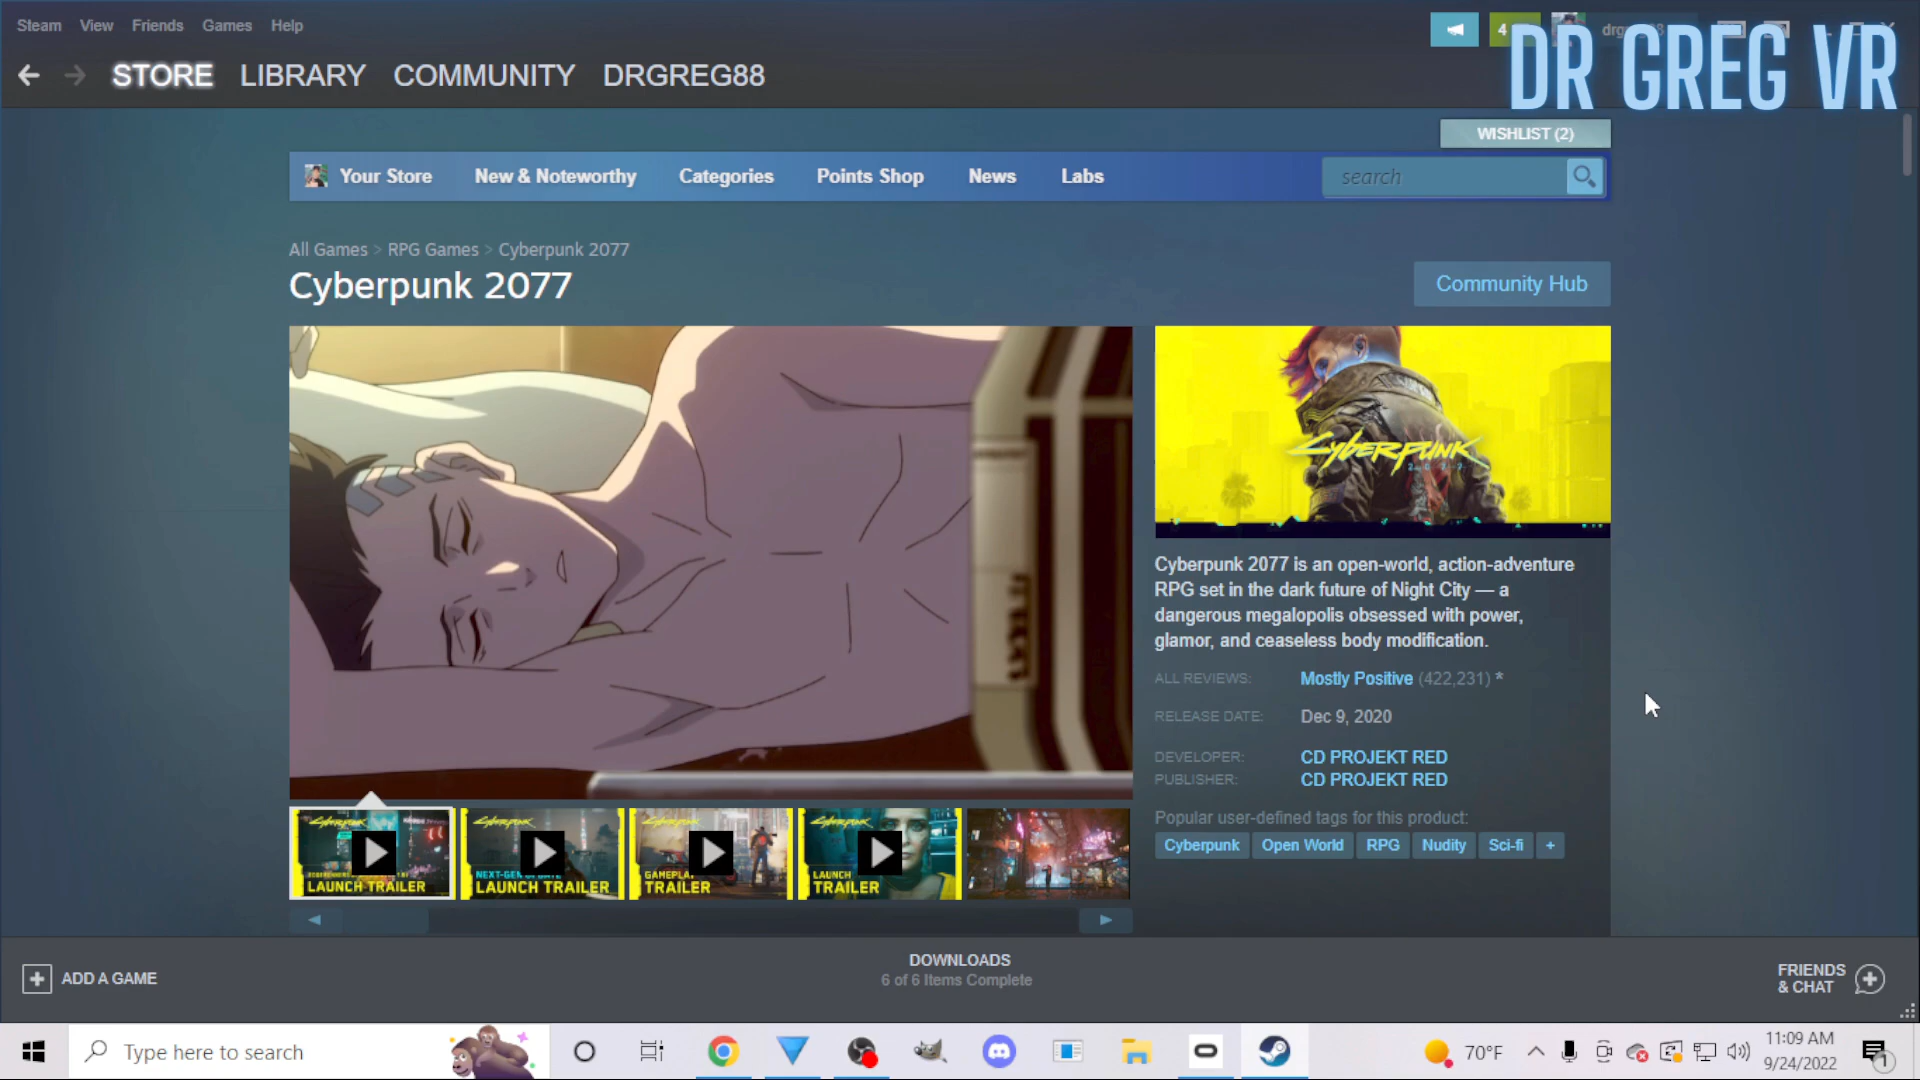 Steam View Friends Games Help
4
DR GREG VR
STORE LIBRARY COMMUNITY DRGREG88
WISHLIST (2)
Your Store New & Noteworthy Categories Points Shop News Labs search
All Games > RPG Games > Cyberpunk 2077
Cyberpunk 2077
Community Hub
CYBERPUNK
2077
Cyberpunk 2077 is an open-world, action-adventure
RPG set in the dark future of Night City — a
dangerous megalopolis obsessed with power,
glamor, and ceaseless body modification.
ALL REVIEWS: Mostly Positive (422,231) *
RELEASE DATE: Dec 9, 2020
DEVELOPER: CD PROJEKT RED
PUBLISHER: CD PROJEKT RED
Popular user-defined tags for this product:
Cyberpunk Open World RPG Nudity Sci-fi +
LAUNCH TRAILER
LAUNCH TRAILER
TRAILER
LAUNCH
TRAILER
ADD A GAME
DOWNLOADS
6 of 6 Items Complete
FRIENDS
& CHAT
Type here to search
70°F
11:09 AM
9/24/2022
1